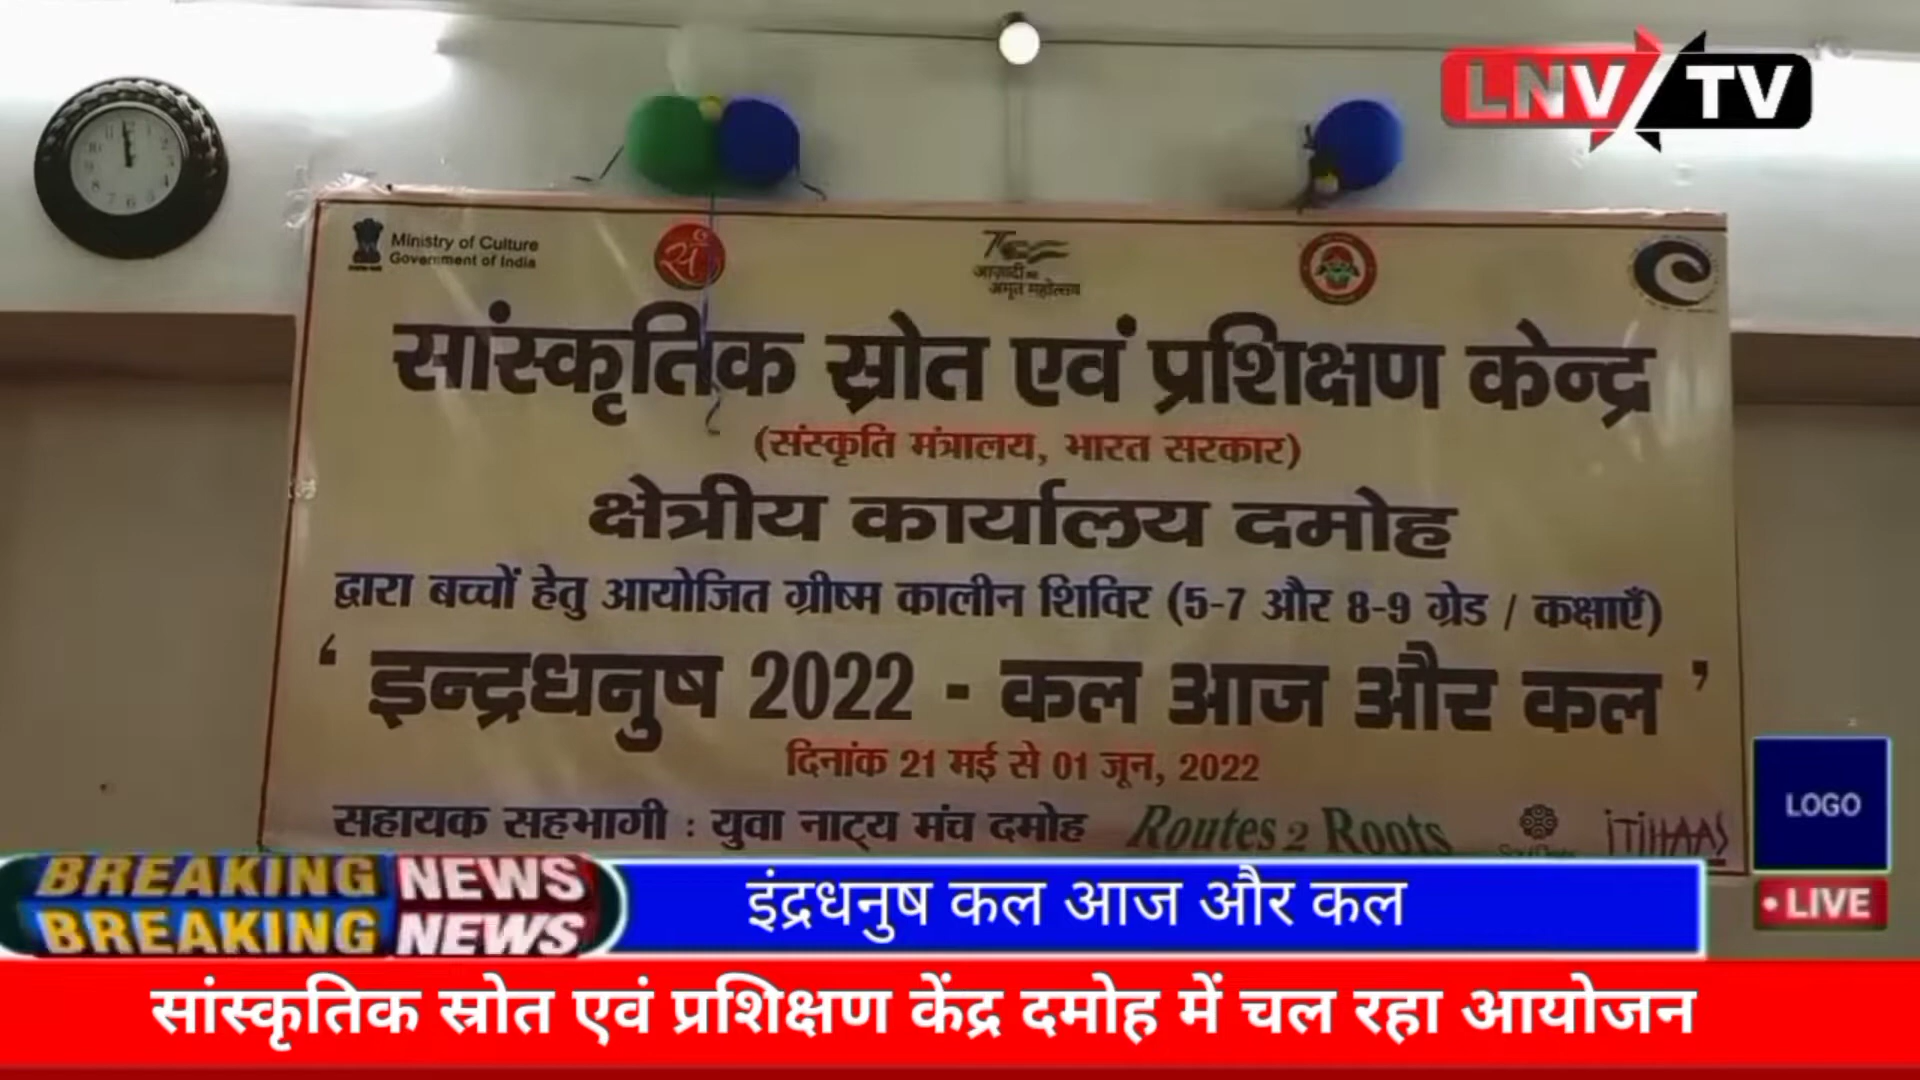 LNV TV
Ministry of Culture
Government of India
आज़ादी का
अमृत महोत्सव
सांस्कृतिक स्रोत एवं प्रशिक्षण केन्द्र
(संस्कृति मंत्रालय, भारत सरकार)
क्षेत्रीय कार्यालय दमोह
द्वारा बच्चों हेतु आयोजित ग्रीष्म कालीन शिविर (5-7 और 8-9 ग्रेड / कक्षाएँ)
‘ इन्द्रधनुष 2022 - कल आज और कल ’
दिनांक 21 मई से 01 जून, 2022
सहायक सहभागी : युवा नाट्य मंच दमोह Routes 2 Roots ITIHAAS
LOGO
LIVE
BREAKING NEWS
BREAKING NEWS
इंद्रधनुष कल आज और कल
सांस्कृतिक स्रोत एवं प्रशिक्षण केंद्र दमोह में चल रहा आयोजन